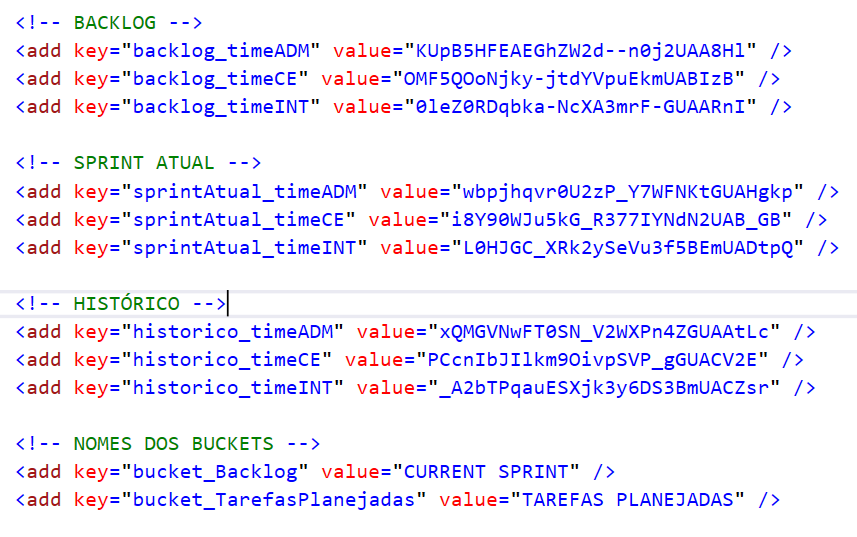 <!-- BACKLOG -->
<add key="backlog_timeADM" value="KUpB5HFEAEGhZW2d--n0j2UAA8Hl" />
<add key="backlog_timeCE" value="OMF5QOoNjky-jtdYVpuEkmUABIzB" />
<add key="backlog_timeINT" value="0leZ0RDqbka-NcXA3mrF-GUAARnI" />
<!-- SPRINT ATUAL -->
<add key="sprintAtual_timeADM" value="wbpjhqvr0U2zP_Y7WFNKtGUAHgkp" />
<add key="sprintAtual_timeCE" value="i8Y90WJu5kG_R377IYNdN2UAB_GB" />
<add key="sprintAtual_timeINT" value="L0HJGC_XRk2ySeVu3f5BEmUADtpQ" />
<!-- HISTÓRICO -->
<add key="historico_timeADM" value="xQMGVNwFT0SN_V2WXPn4ZGUAAtLc" />
<add key="historico_timeCE" value="PCcnIbJIlkm9OivpSVP_gGUACV2E" />
<add key="historico_timeINT" value="_A2bTPqauESXjk3y6DS3BmUACZsr" />
<!-- NOMES DOS BUCKETS -->
<add key="bucket_Backlog" value="CURRENT SPRINT" />
<add key="bucket_TarefasPlanejadas" value="TAREFAS PLANEJADAS" />